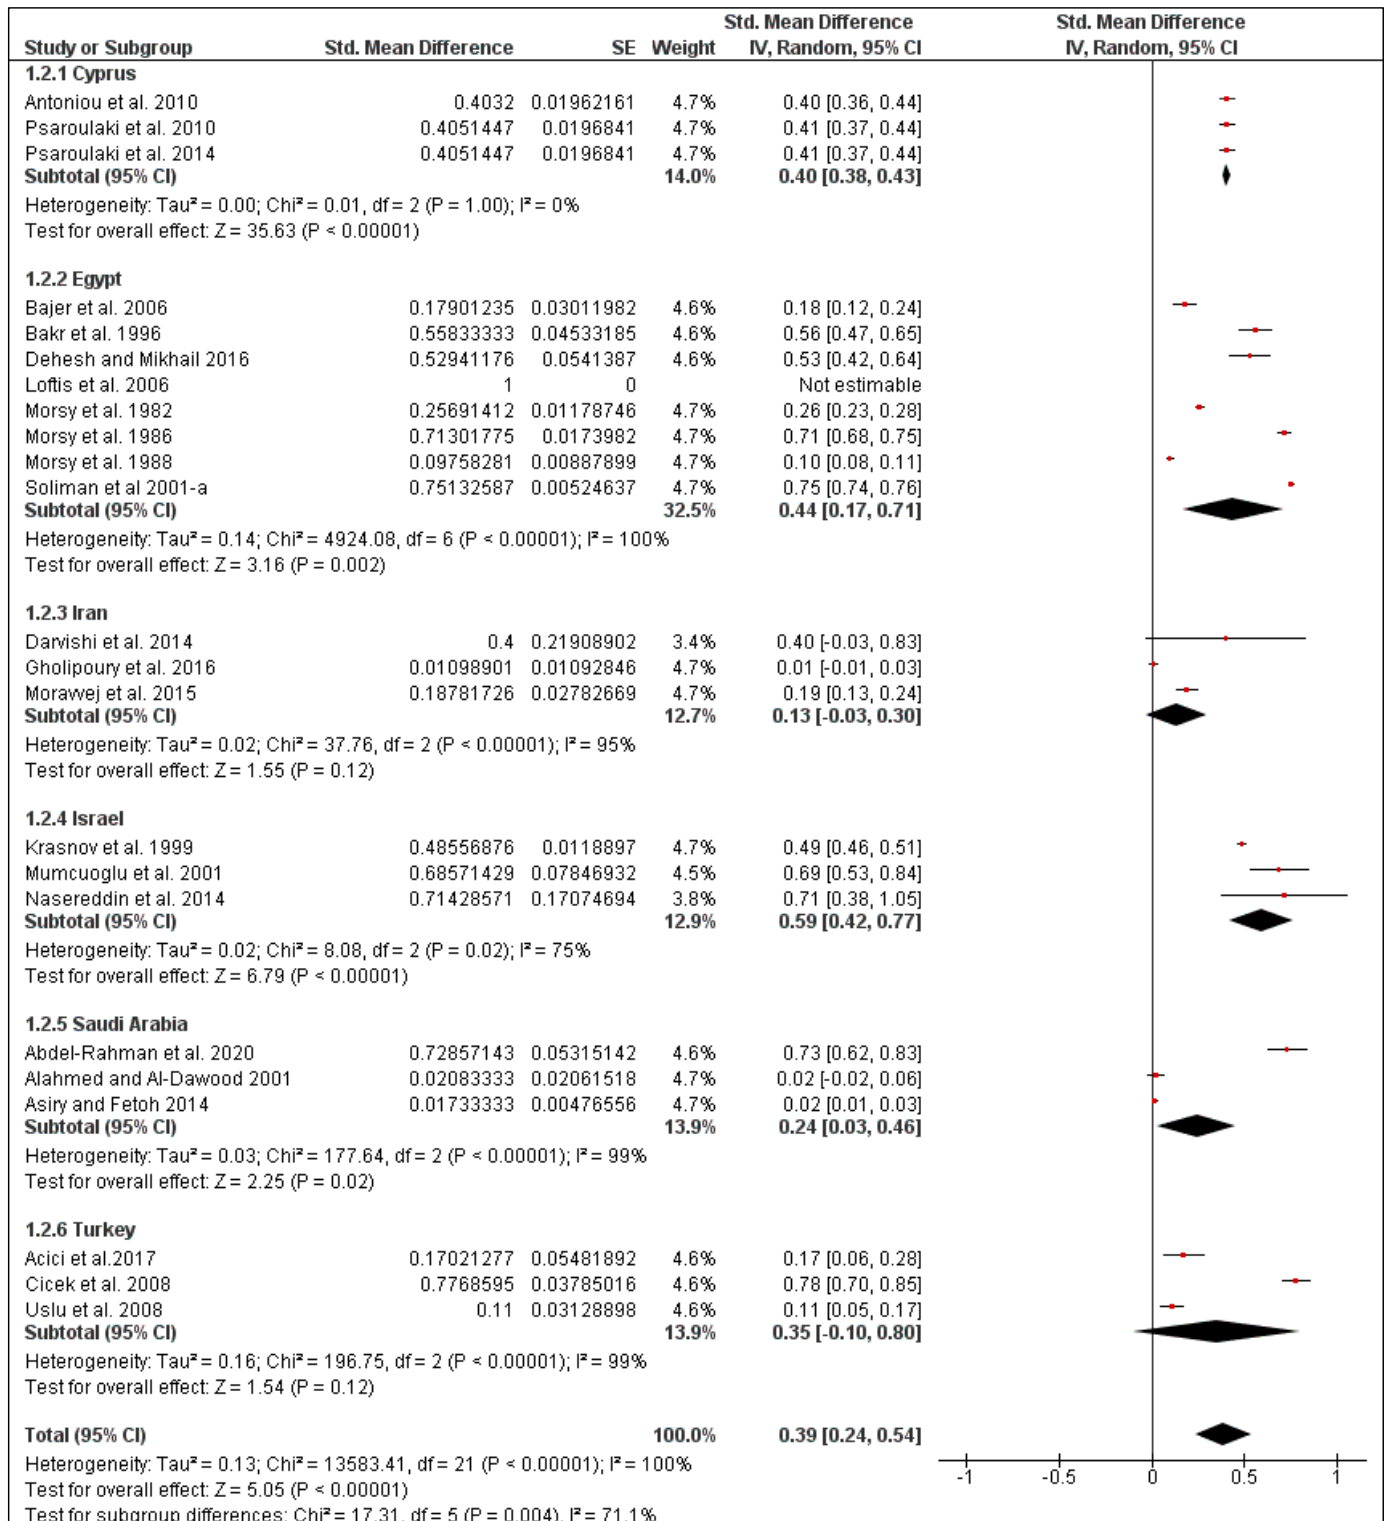 Std. Mean Difference Std. Mean Difference
Study or Subgroup Std. Mean Difference SE Weight IV, Random, 95% CI IV, Random, 95% CI
1.2.1 Cyprus
Antoniou et al. 2010 0.4032 0.01962161 4.7% 0.40 [0.36, 0.44]
Psaroulaki et al. 2010 0.4051447 0.0196841 4.7% 0.41 [0.37, 0.44]
Psaroulaki et al. 2014 0.4051447 0.0196841 4.7% 0.41 [0.37, 0.44]
Subtotal (95% CI) 14.0% 0.40 [0.38, 0.43]
Heterogeneity: Tau² = 0.00; Chi² = 0.01, df = 2 (P = 1.00); I² = 0%
Test for overall effect: Z = 35.63 (P < 0.00001)
1.2.2 Egypt
Bajer et al. 2006 0.17901235 0.03011982 4.6% 0.18 [0.12, 0.24]
Bakr et al. 1996 0.55833333 0.04533185 4.6% 0.56 [0.47, 0.65]
Dehesh and Mikhail 2016 0.52941176 0.0541387 4.6% 0.53 [0.42, 0.64]
Loftis et al. 2006 1 0 Not estimable
Morsy et al. 1982 0.25691412 0.01178746 4.7% 0.26 [0.23, 0.28]
Morsy et al. 1986 0.71301775 0.0173982 4.7% 0.71 [0.68, 0.75]
Morsy et al. 1988 0.09758281 0.00887899 4.7% 0.10 [0.08, 0.11]
Soliman et al 2001-a 0.75132587 0.00524637 4.7% 0.75 [0.74, 0.76]
Subtotal (95% CI) 32.5% 0.44 [0.17, 0.71]
Heterogeneity: Tau² = 0.14; Chi² = 4924.08, df = 6 (P < 0.00001); I² = 100%
Test for overall effect: Z = 3.16 (P = 0.002)
1.2.3 Iran
Darvishi et al. 2014 0.4 0.21908902 3.4% 0.40 [-0.03, 0.83]
Gholipoury et al. 2016 0.01098901 0.01092846 4.7% 0.01 [-0.01, 0.03]
Morawej et al. 2015 0.18781726 0.02782669 4.7% 0.19 [0.13, 0.24]
Subtotal (95% CI) 12.7% 0.13 [-0.03, 0.30]
Heterogeneity: Tau² = 0.02; Chi² = 37.76, df = 2 (P < 0.00001); I² = 95%
Test for overall effect: Z = 1.55 (P = 0.12)
1.2.4 Israel
Krasnov et al. 1999 0.48556876 0.0118897 4.7% 0.49 [0.46, 0.51]
Mumcuoglu et al. 2001 0.68571429 0.07846932 4.5% 0.69 [0.53, 0.84]
Nasereddin et al. 2014 0.71428571 0.17074694 3.8% 0.71 [0.38, 1.05]
Subtotal (95% CI) 12.9% 0.59 [0.42, 0.77]
Heterogeneity: Tau² = 0.02; Chi² = 8.08, df = 2 (P = 0.02); I² = 75%
Test for overall effect: Z = 6.79 (P < 0.00001)
1.2.5 Saudi Arabia
Abdel-Rahman et al. 2020 0.72857143 0.05315142 4.6% 0.73 [0.62, 0.83]
Alahmed and Al-Dawood 2001 0.02083333 0.02061518 4.7% 0.02 [-0.02, 0.06]
Asiry and Fetoh 2014 0.01733333 0.00476556 4.7% 0.02 [0.01, 0.03]
Subtotal (95% CI) 13.9% 0.24 [0.03, 0.46]
Heterogeneity: Tau² = 0.03; Chi² = 177.64, df = 2 (P < 0.00001); I² = 99%
Test for overall effect: Z = 2.25 (P = 0.02)
1.2.6 Turkey
Acici et al.2017 0.17021277 0.05481892 4.6% 0.17 [0.06, 0.28]
Cicek et al. 2008 0.7768595 0.03785016 4.6% 0.78 [0.70, 0.85]
Uslu et al. 2008 0.11 0.03128898 4.6% 0.11 [0.05, 0.17]
Subtotal (95% CI) 13.9% 0.35 [-0.10, 0.80]
Heterogeneity: Tau² = 0.16; Chi² = 196.75, df = 2 (P < 0.00001); I² = 99%
Test for overall effect: Z = 1.54 (P = 0.12)
Total (95% CI) 100.0% 0.39 [0.24, 0.54]
Heterogeneity: Tau² = 0.13; Chi² = 13583.41, df = 21 (P < 0.00001); I² = 100%
-1 -0.5 0 0.5 1
Test for overall effect: Z = 5.05 (P < 0.00001)
Test for subgroup differences: Chi² = 17.31, df = 5 (P = 0.004), I² = 71.1%